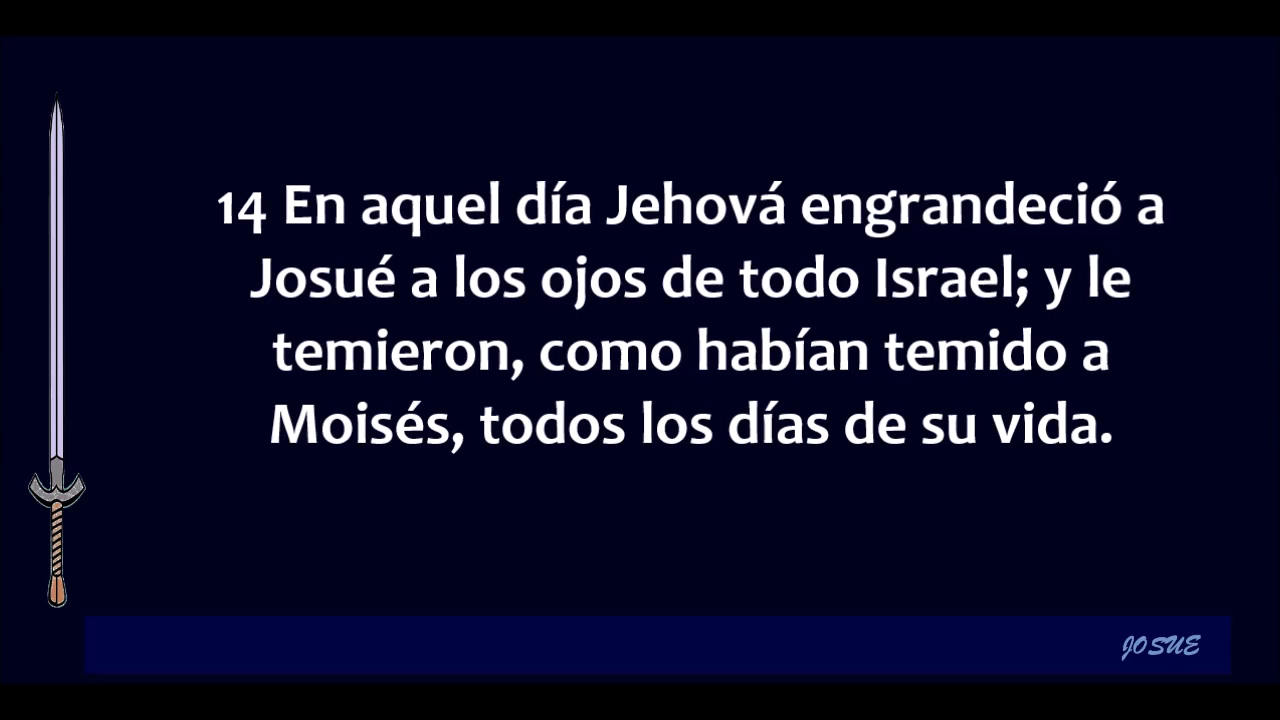 14 En aquel día Jehová engrandeció a
Josué a los ojos de todo Israel; y le
temieron, como habían temido a
Moisés, todos los días de su vida.
JOSUE